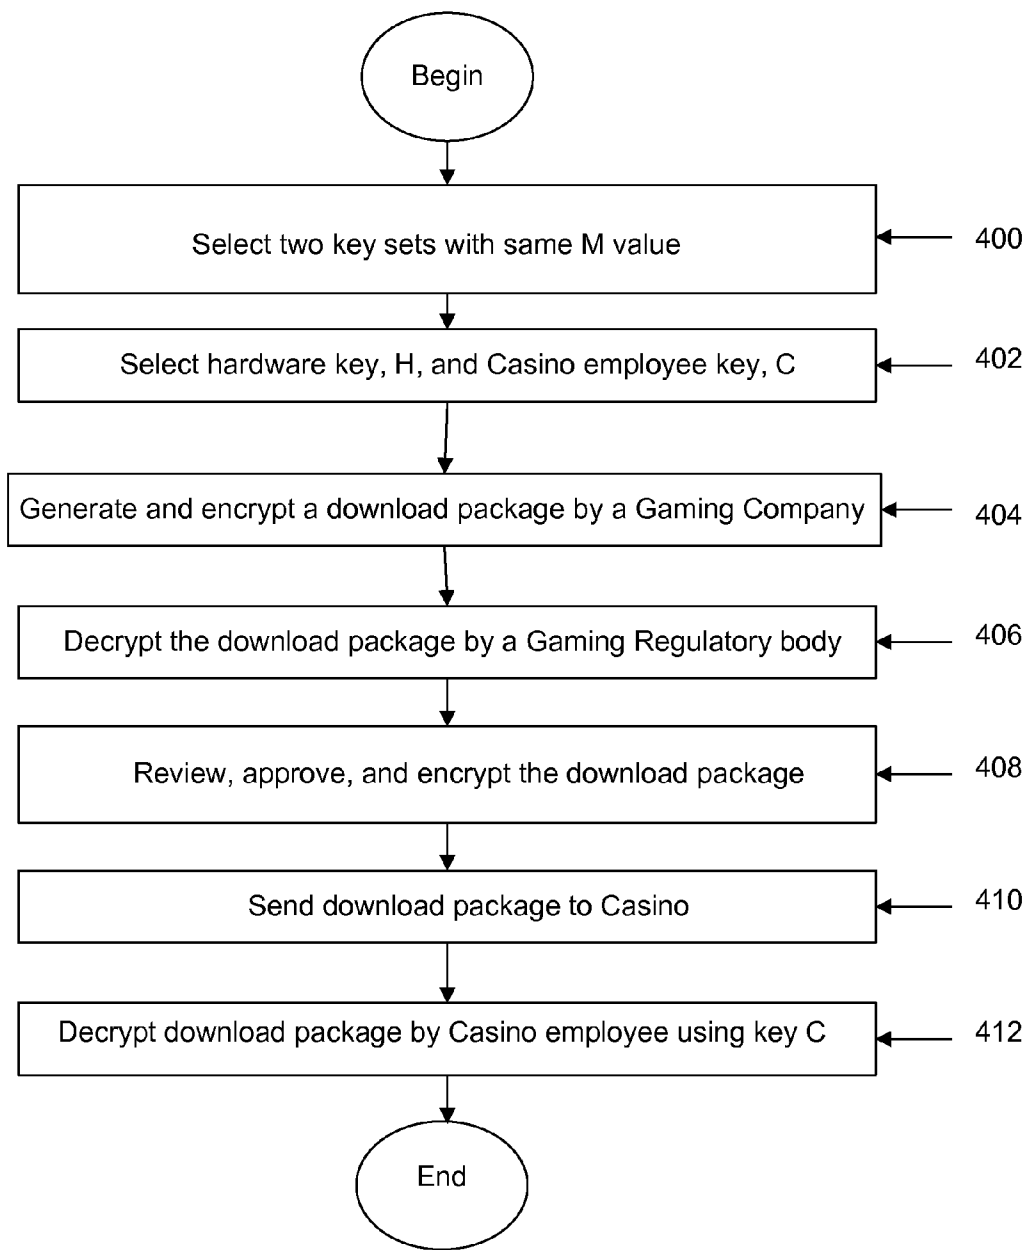 Begin
Select two key sets with same M value
400
Select hardware key, H, and Casino employee key, C
402
Generate and encrypt a download package by a Gaming Company
404
Decrypt the download package by a Gaming Regulatory body
406
Review, approve, and encrypt the download package
408
Send download package to Casino
410
Decrypt download package by Casino employee using key C
412
End